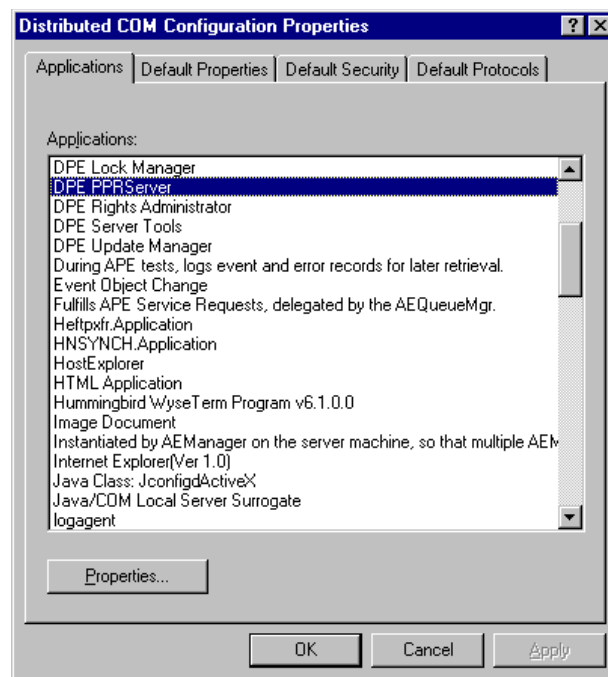 Distributed COM Configuration Properties
Applications Default Properties Default Security Default Protocols
Applications:
DPE Lock Manager
DPE PPRServer
DPE Rights Administrator
DPE Server Tools
DPE Update Manager
During APE tests, logs event and error records for later retrieval.
Event Object Change
Fulfills APE Service Requests, delegated by the AEQueueMgr.
Heftpxfr.Application
HNSYNCH.Application
HostExplorer
HTML Application
Hummingbird WyseTerm Program v6.1.0.0
Image Document
Instantiated by AEManager on the server machine, so that multiple AEM
Internet Explorer(Ver 1.0)
Java Class: JconfigdActiveX
Java/COM Local Server Surrogate
logagent
Properties...
OK Cancel Apply